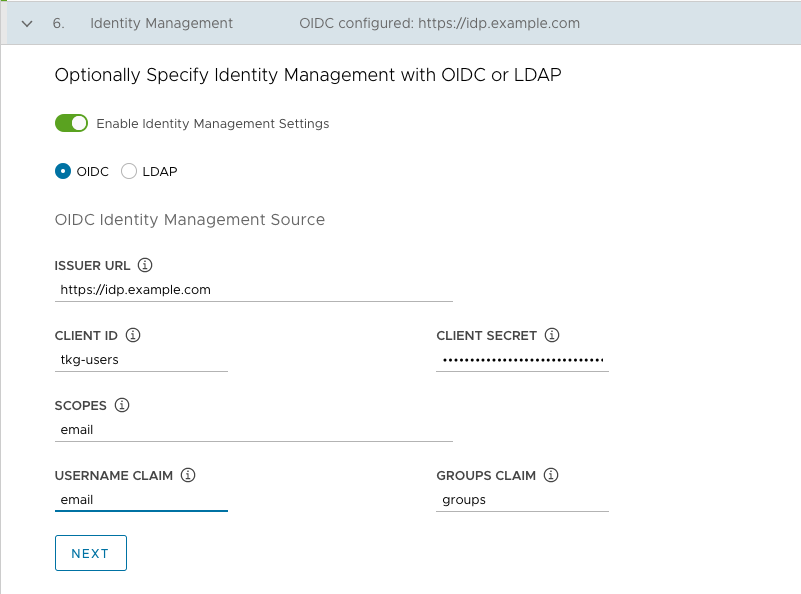 6. Identity Management OIDC configured: https://idp.example.com
Optionally Specify Identity Management with OIDC or LDAP
Enable Identity Management Settings
OIDC LDAP
OIDC Identity Management Source
ISSUER URL
https://idp.example.com
CLIENT ID CLIENT SECRET
tkg-users ••••••••••••••••••••••••••••••
SCOPES
email
USERNAME CLAIM GROUPS CLAIM
email groups
NEXT